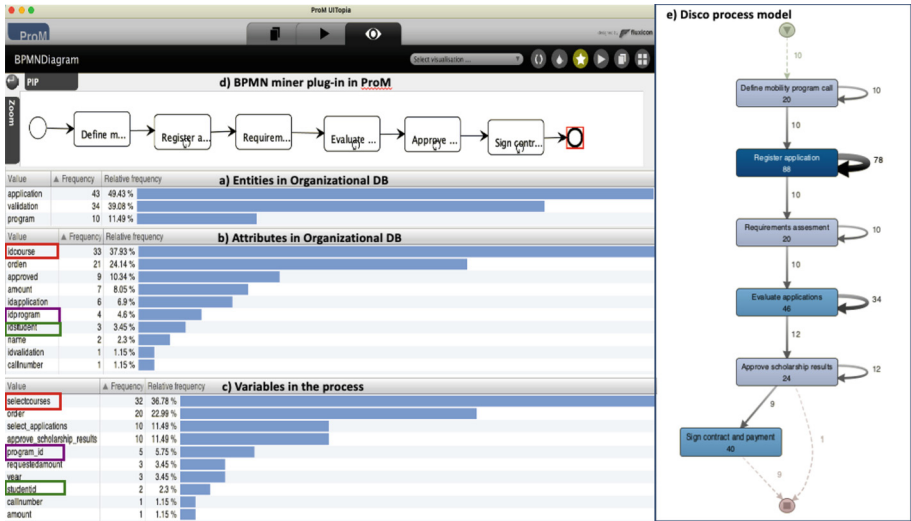 ProM UITopia
e) Disco process model
ProM
fluxicon
BPMNDiagram
Select visualisation ...
PIP
d) BPMN miner plug-in in ProM
Zoom
Define m...
Register a...
Requirem...
Evaluate ...
Approve ...
Sign contr...
Value Frequency Relative frequency a) Entities in Organizational DB
application 43 49.43 %
validation 34 39.08 %
program 10 11.49 %
Value Frequency Relative frequency b) Attributes in Organizational DB
idcourse 33 37.93 %
orden 21 24.14 %
approved 9 10.34 %
amount 7 8.05 %
idapplication 6 6.9 %
idprogram 4 4.6 %
idstudent 3 3.45 %
name 2 2.3 %
idvalidation 1 1.15 %
callnumber 1 1.15 %
Value Frequency Relative frequency c) Variables in the process
selectcourses 32 36.78 %
order 20 22.99 %
select_applications 10 11.49 %
approve_scholarship_results 10 11.49 %
program_id 5 5.75 %
requestedamount 3 3.45 %
year 3 3.45 %
studentid 2 2.3 %
callnumber 1 1.15 %
amount 1 1.15 %
10
Define mobility program call
20
10
10
Register application
88
78
10
Requirements assesment
20
10
10
Evaluate applications
46
34
12
Approve scholarship results
24
12
9
1
Sign contract and payment
40
9